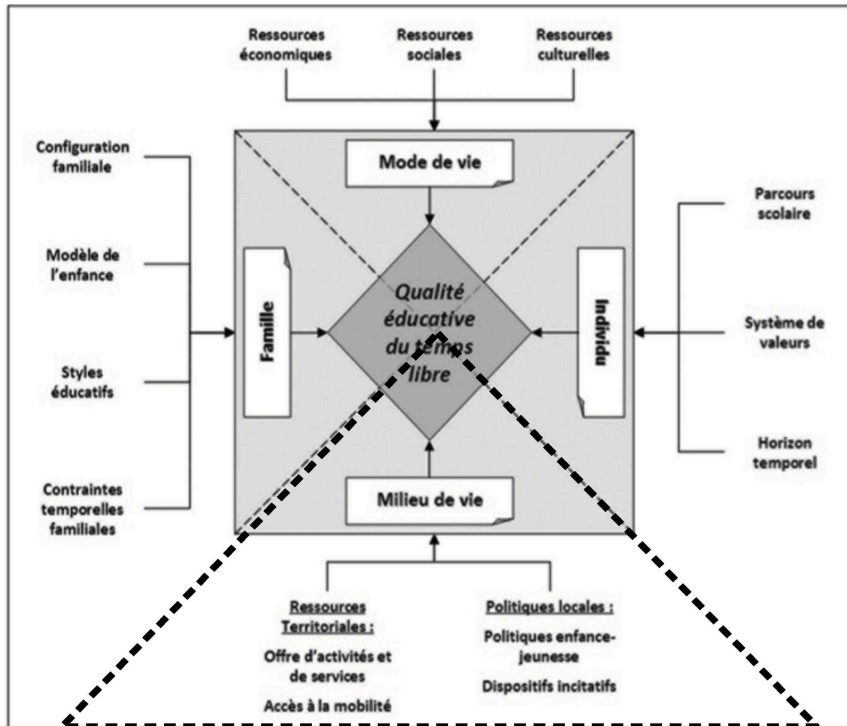 Ressources
économiques
Ressources
sociales
Ressources
culturelles
Mode de vie
Configuration
familiale
Modèle de
l'enfance
Styles
éducatifs
Contraintes
temporelles
familiales
Famille
Qualité
éducative
du temps
libre
Individu
Parcours
scolaire
Système de
valeurs
Horizon
temporel
Milieu de vie
Ressources
Territoriales :
Offre d'activités et
de services
Accès à la mobilité
Politiques locales :
Politiques enfance-
jeunesse
Dispositifs incitatifs